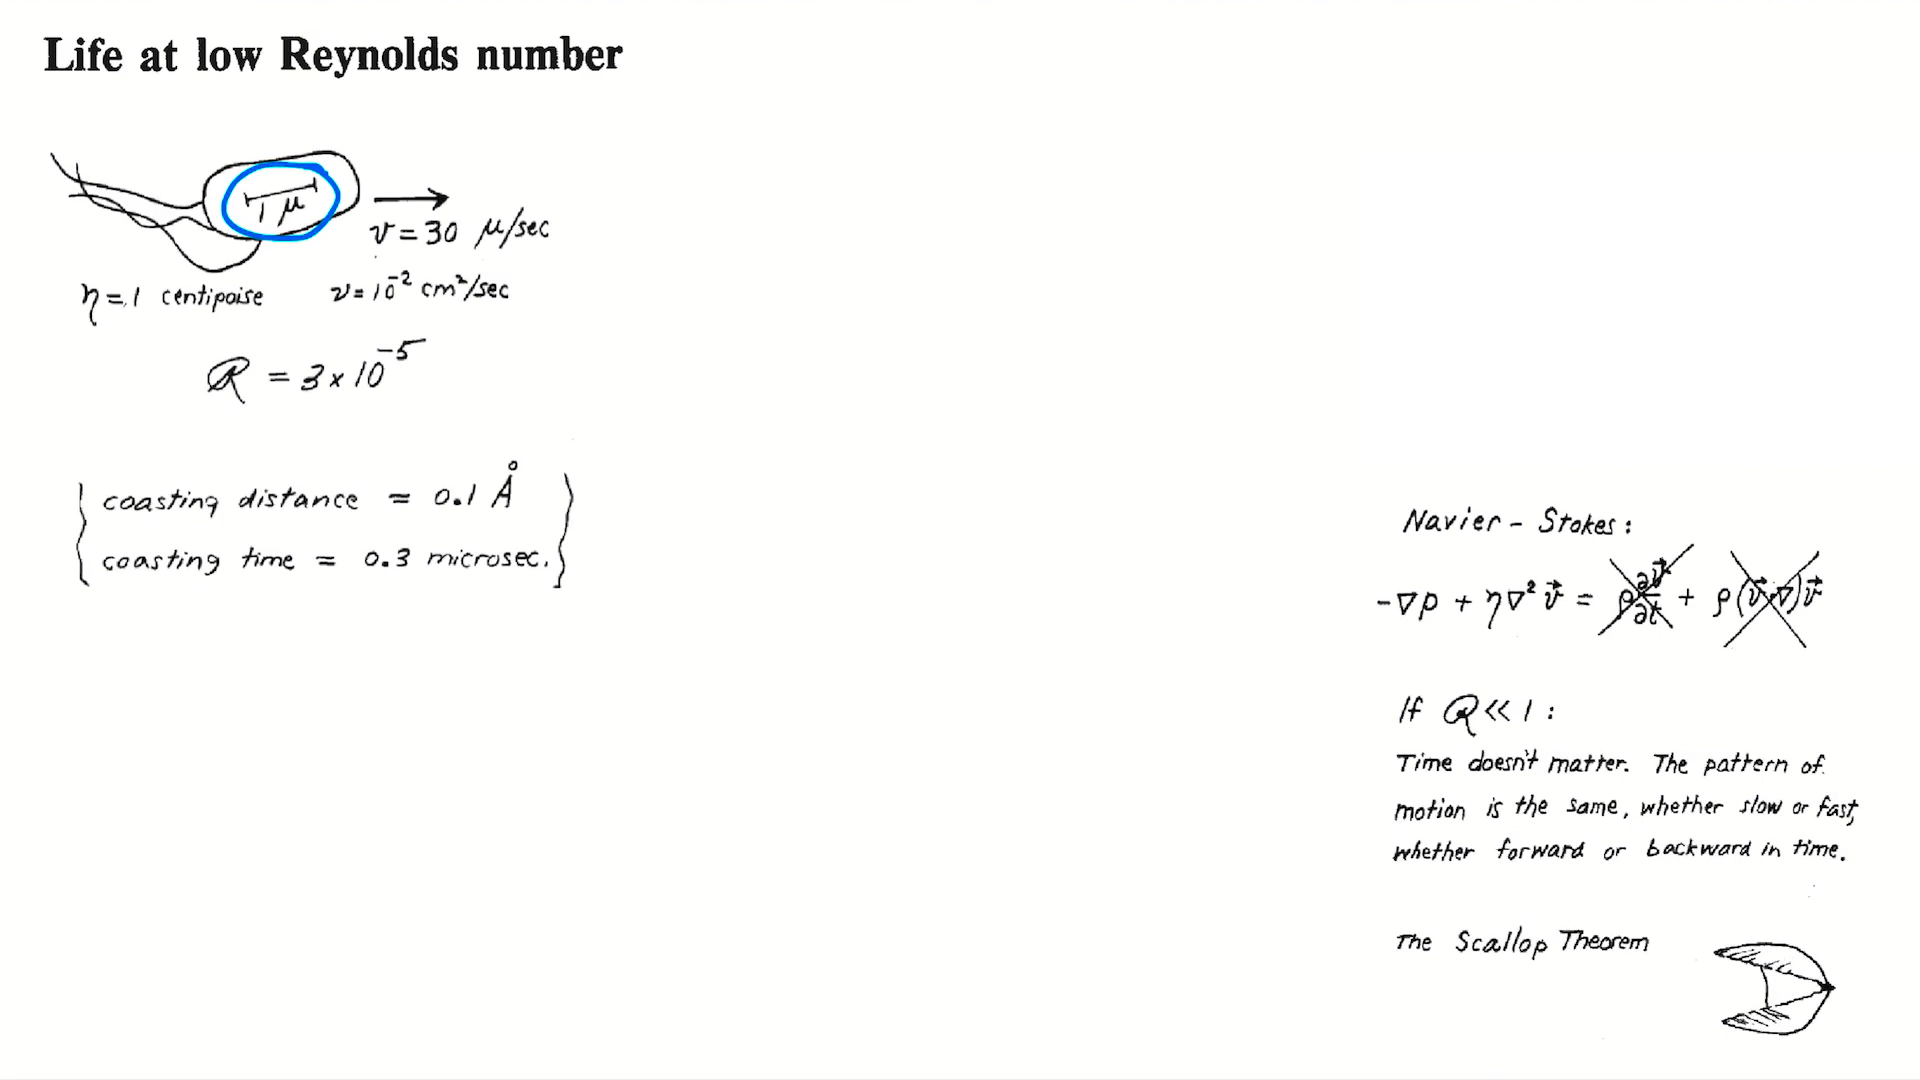 Life at low Reynolds number
1 μ
v = 30 μ/sec
η = 1 centipoise ν = 10⁻² cm²/sec
R = 3 × 10⁻⁵
{ coasting distance ≈ 0.1 Å }
{ coasting time ≈ 0.3 microsec. }
Navier - Stokes:
-∇p + η∇² v⃗ = ρ ∂v⃗/∂t + ρ(v⃗·∇)v⃗
If R << 1 :
Time doesn't matter. The pattern of
motion is the same, whether slow or fast,
whether forward or backward in time.
The Scallop Theorem